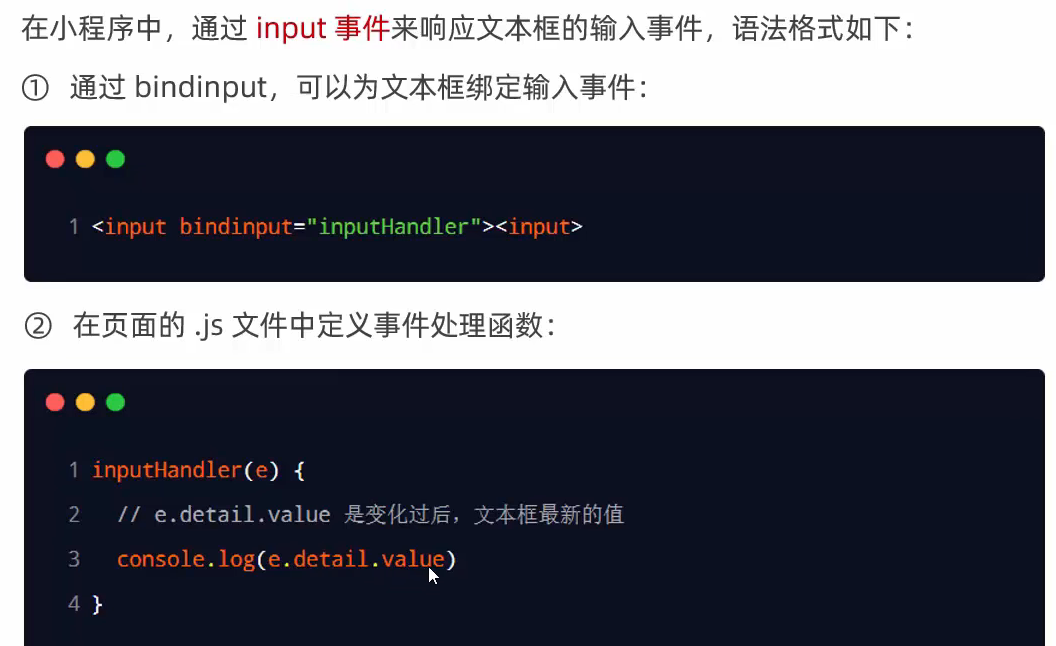 在小程序中，通过 input 事件来响应文本框的输入事件，语法格式如下：
① 通过 bindinput，可以为文本框绑定输入事件：
1 <input bindinput="inputHandler"><input>
② 在页面的 .js 文件中定义事件处理函数：
1 inputHandler(e) {
2 // e.detail.value 是变化过后，文本框最新的值
3 console.log(e.detail.value)
4 }